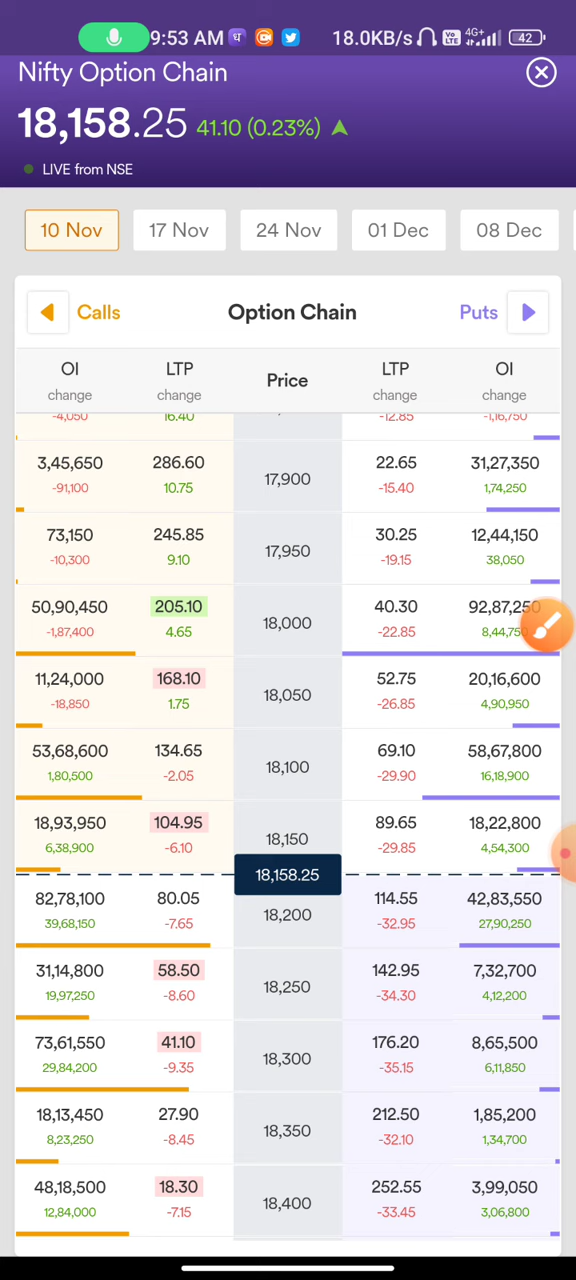 9:53 AM ध 18.0KB/s Vo LTE 4G+ 42
Nifty Option Chain
18,158.25 41.10 (0.23%)
LIVE from NSE
10 Nov 17 Nov 24 Nov 01 Dec 08 Dec
Calls Option Chain Puts
OI LTP Price LTP OI
change change change change
-4,050 16.40 -12.85 -1,16,750
3,45,650 286.60 17,900 22.65 31,27,350
-91,100 10.75 -15.40 1,74,250
73,150 245.85 17,950 30.25 12,44,150
-10,300 9.10 -19.15 38,050
50,90,450 205.10 18,000 40.30 92,87,250
-1,87,400 4.65 -22.85 8,44,750
11,24,000 168.10 18,050 52.75 20,16,600
-18,850 1.75 -26.85 4,90,950
53,68,600 134.65 18,100 69.10 58,67,800
1,80,500 -2.05 -29.90 16,18,900
18,93,950 104.95 18,150 89.65 18,22,800
6,38,900 -6.10 -29.85 4,54,300
18,158.25
82,78,100 80.05 18,200 114.55 42,83,550
39,68,150 -7.65 -32.95 27,90,250
31,14,800 58.50 18,250 142.95 7,32,700
19,97,250 -8.60 -34.30 4,12,200
73,61,550 41.10 18,300 176.20 8,65,500
29,84,200 -9.35 -35.15 6,11,850
18,13,450 27.90 18,350 212.50 1,85,200
8,23,250 -8.45 -32.10 1,34,700
48,18,500 18.30 18,400 252.55 3,99,050
12,84,000 -7.15 -33.45 3,06,800